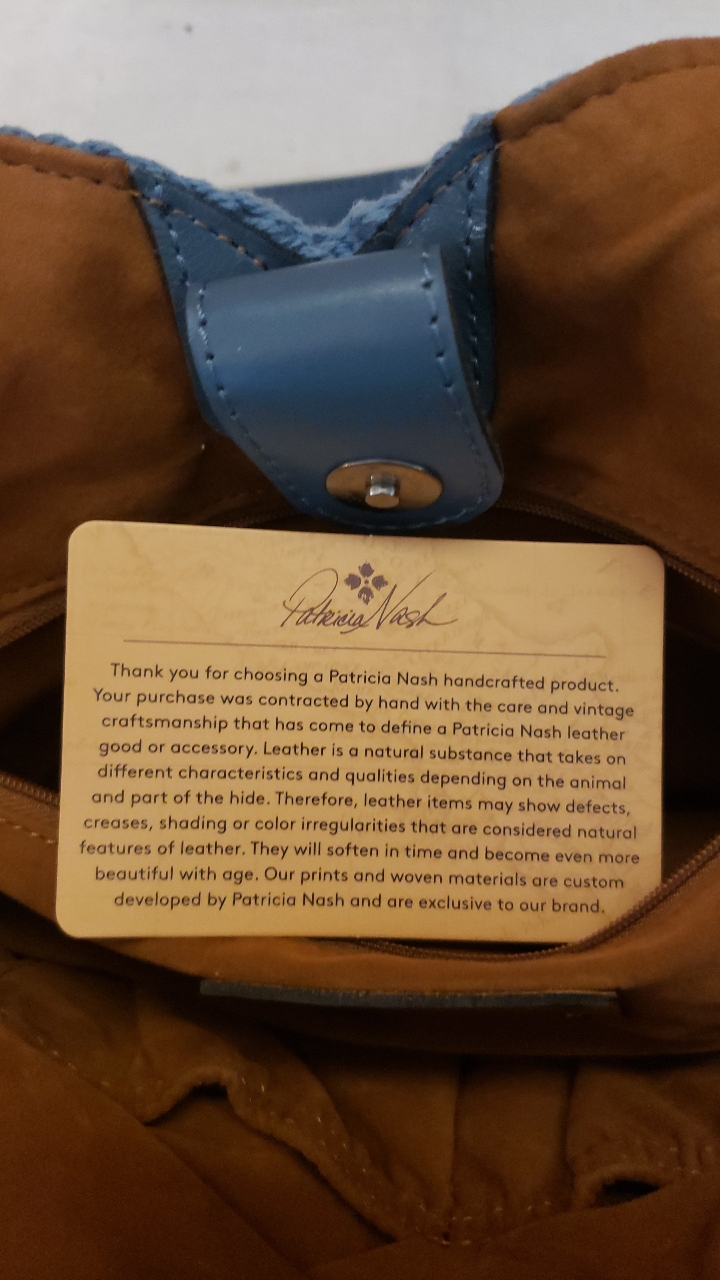 Patricia Nash
Thank you for choosing a Patricia Nash handcrafted product.
Your purchase was contracted by hand with the care and vintage
craftsmanship that has come to define a Patricia Nash leather
good or accessory. Leather is a natural substance that takes on
different characteristics and qualities depending on the animal
and part of the hide. Therefore, leather items may show defects,
creases, shading or color irregularities that are considered natural
features of leather. They will soften in time and become even more
beautiful with age. Our prints and woven materials are custom
developed by Patricia Nash and are exclusive to our brand.